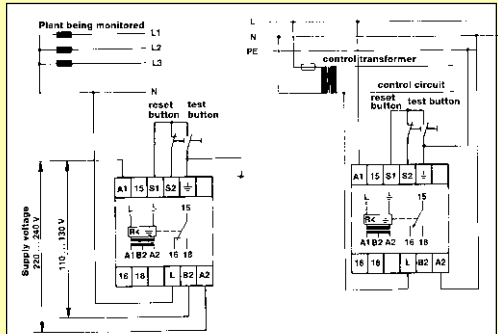 Plant being monitored
L1
L2
L3
N
reset button
test button
Supply voltage
220 ... 240 V
110 ... 130 V
A1 15 S1 S2
L
R<
15
A1 B2 A2 16 18
16 18 L B2 A2
L
N
PE
control transformer
control circuit
reset button
test button
A1 15 S1 S2
L
R<
15
A1 B2 A2 16 18
16 18 L B2 A2